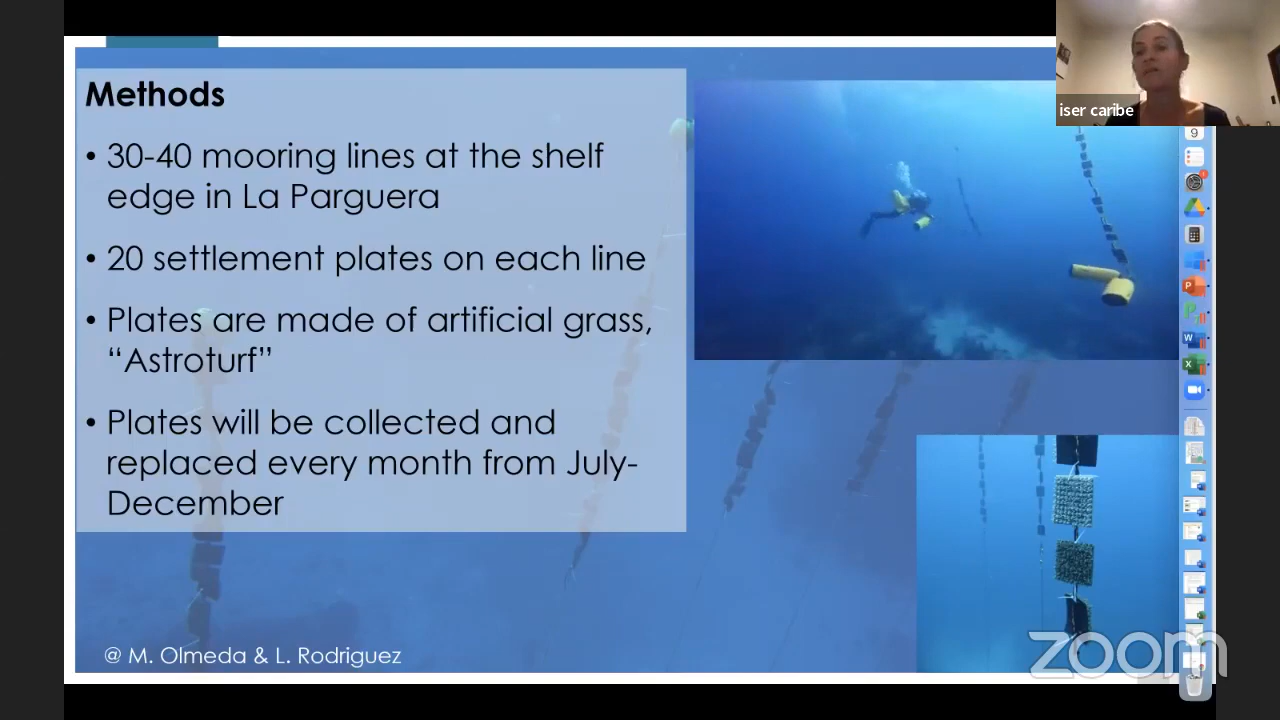 Methods
• 30-40 mooring lines at the shelf
edge in La Parguera
• 20 settlement plates on each line
• Plates are made of artificial grass,
“Astroturf”
• Plates will be collected and
replaced every month from July-
December
@ M. Olmeda & L. Rodriguez
iser caribe
9
P
W
X
zoom